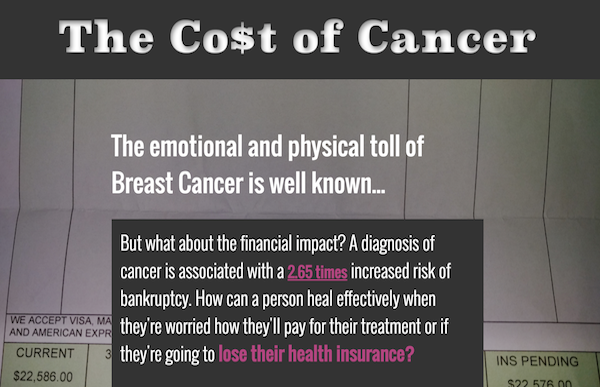 The Co$t of Cancer
The emotional and physical toll of
Breast Cancer is well known...
But what about the financial impact? A diagnosis of
cancer is associated with a 2.65 times increased risk of
bankruptcy. How can a person heal effectively when
they're worried how they'll pay for their treatment or if
they're going to lose their health insurance?
WE ACCEPT VISA, MA
AND AMERICAN EXPR
CURRENT
3
$22,586.00
INS PENDING
$22,576.00